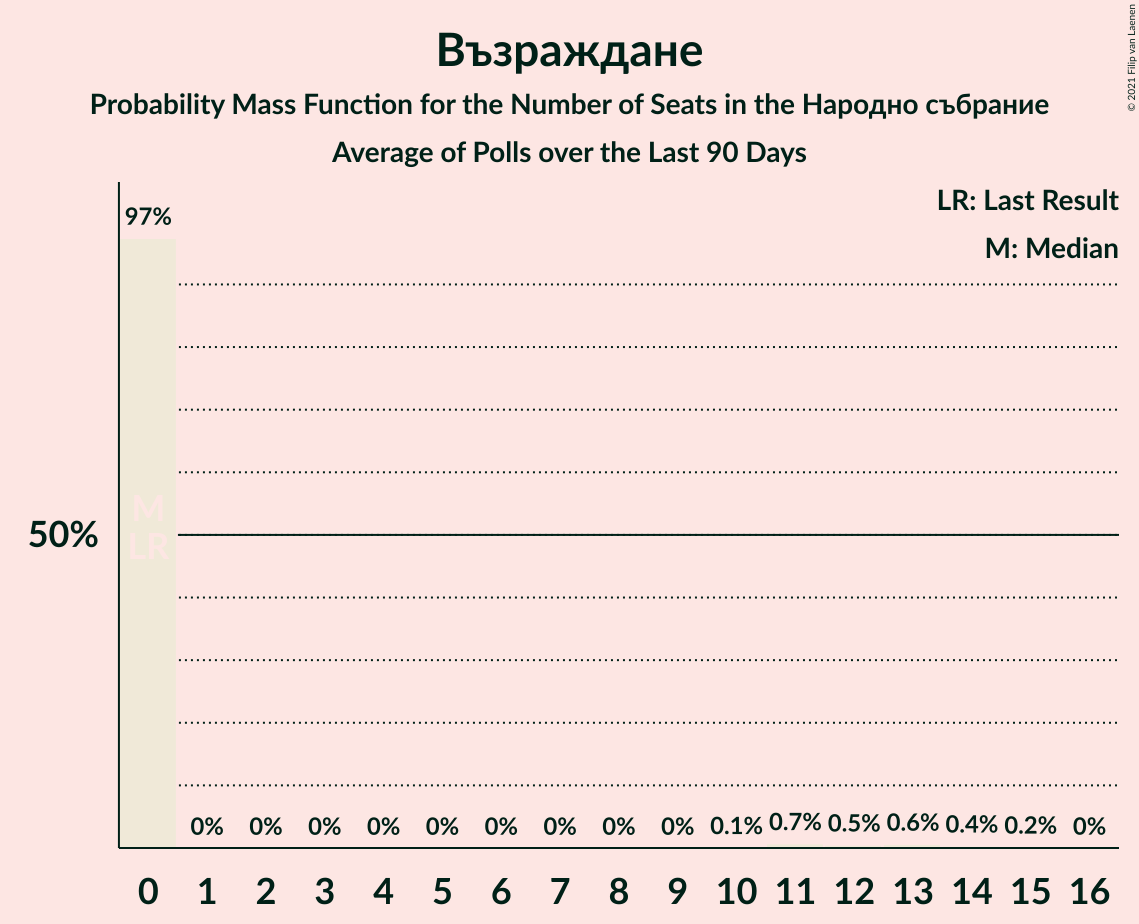 Възраждане
Probability Mass Function for the Number of Seats in the Народно събрание
Average of Polls over the Last 90 Days
© 2021 Filip van Laenen
LR: Last Result
M: Median
97%
M
LR
50%
0% 0% 0% 0% 0% 0% 0% 0% 0% 0.1% 0.7% 0.5% 0.6% 0.4% 0.2% 0%
0 1 2 3 4 5 6 7 8 9 10 11 12 13 14 15 16